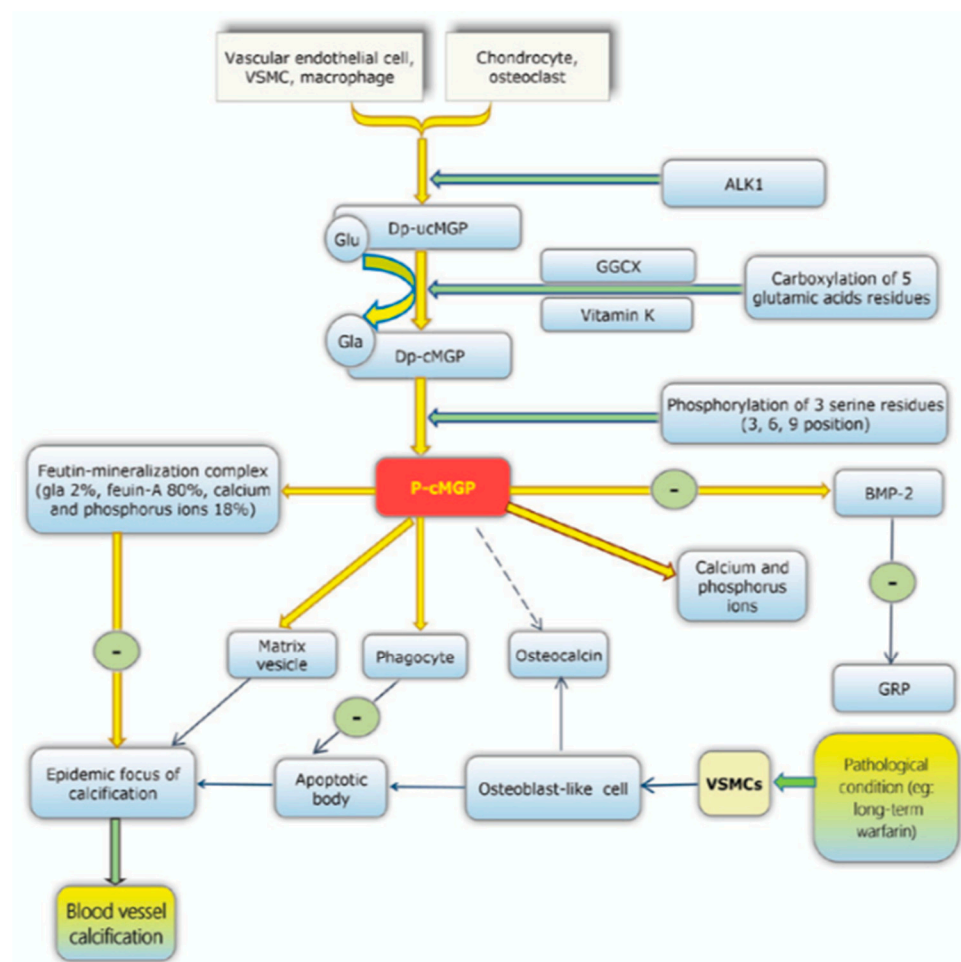 Vascular endothelial cell,
VSMC, macrophage
Chondrocyte,
osteoclast
ALK1
Dp-ucMGP
Glu
GGCX
Vitamin K
Carboxylation of 5
glutamic acids residues
Gla
Dp-cMGP
Phosphorylation of 3 serine residues
(3, 6, 9 position)
Feutin-mineralization complex
(gla 2%, feuin-A 80%, calcium
and phosphorus ions 18%)
P-cMGP
-
BMP-2
Calcium and
phosphorus
ions
-
-
Matrix
vesicle
Phagocyte
Osteocalcin
GRP
-
Epidemic focus of
calcification
Apoptotic
body
Osteoblast-like cell
VSMCs
Pathological
condition (eg:
long-term
warfarin)
Blood vessel
calcification